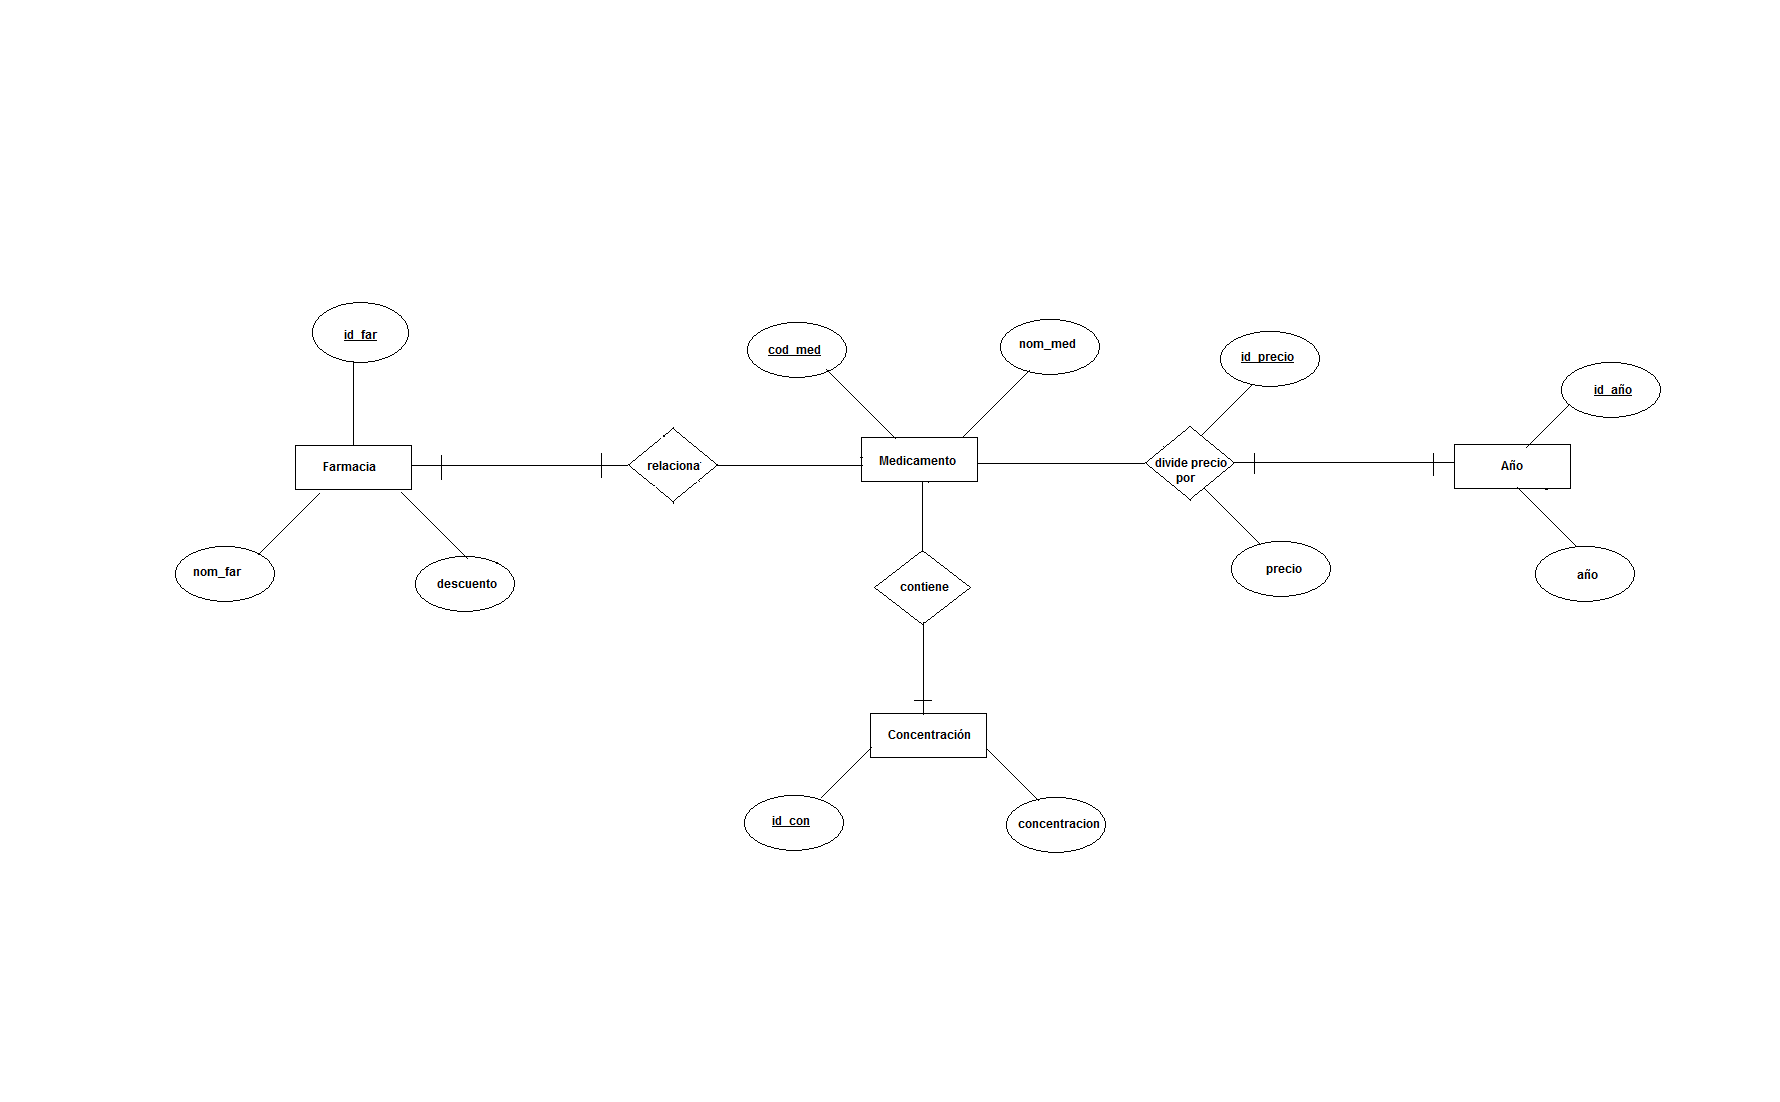 id_far
cod_med
nom_med
id_precio
id_año
Farmacia
relaciona
Medicamento
divide precio
por
Año
nom_far
descuento
contiene
precio
año
Concentración
id_con
concentracion